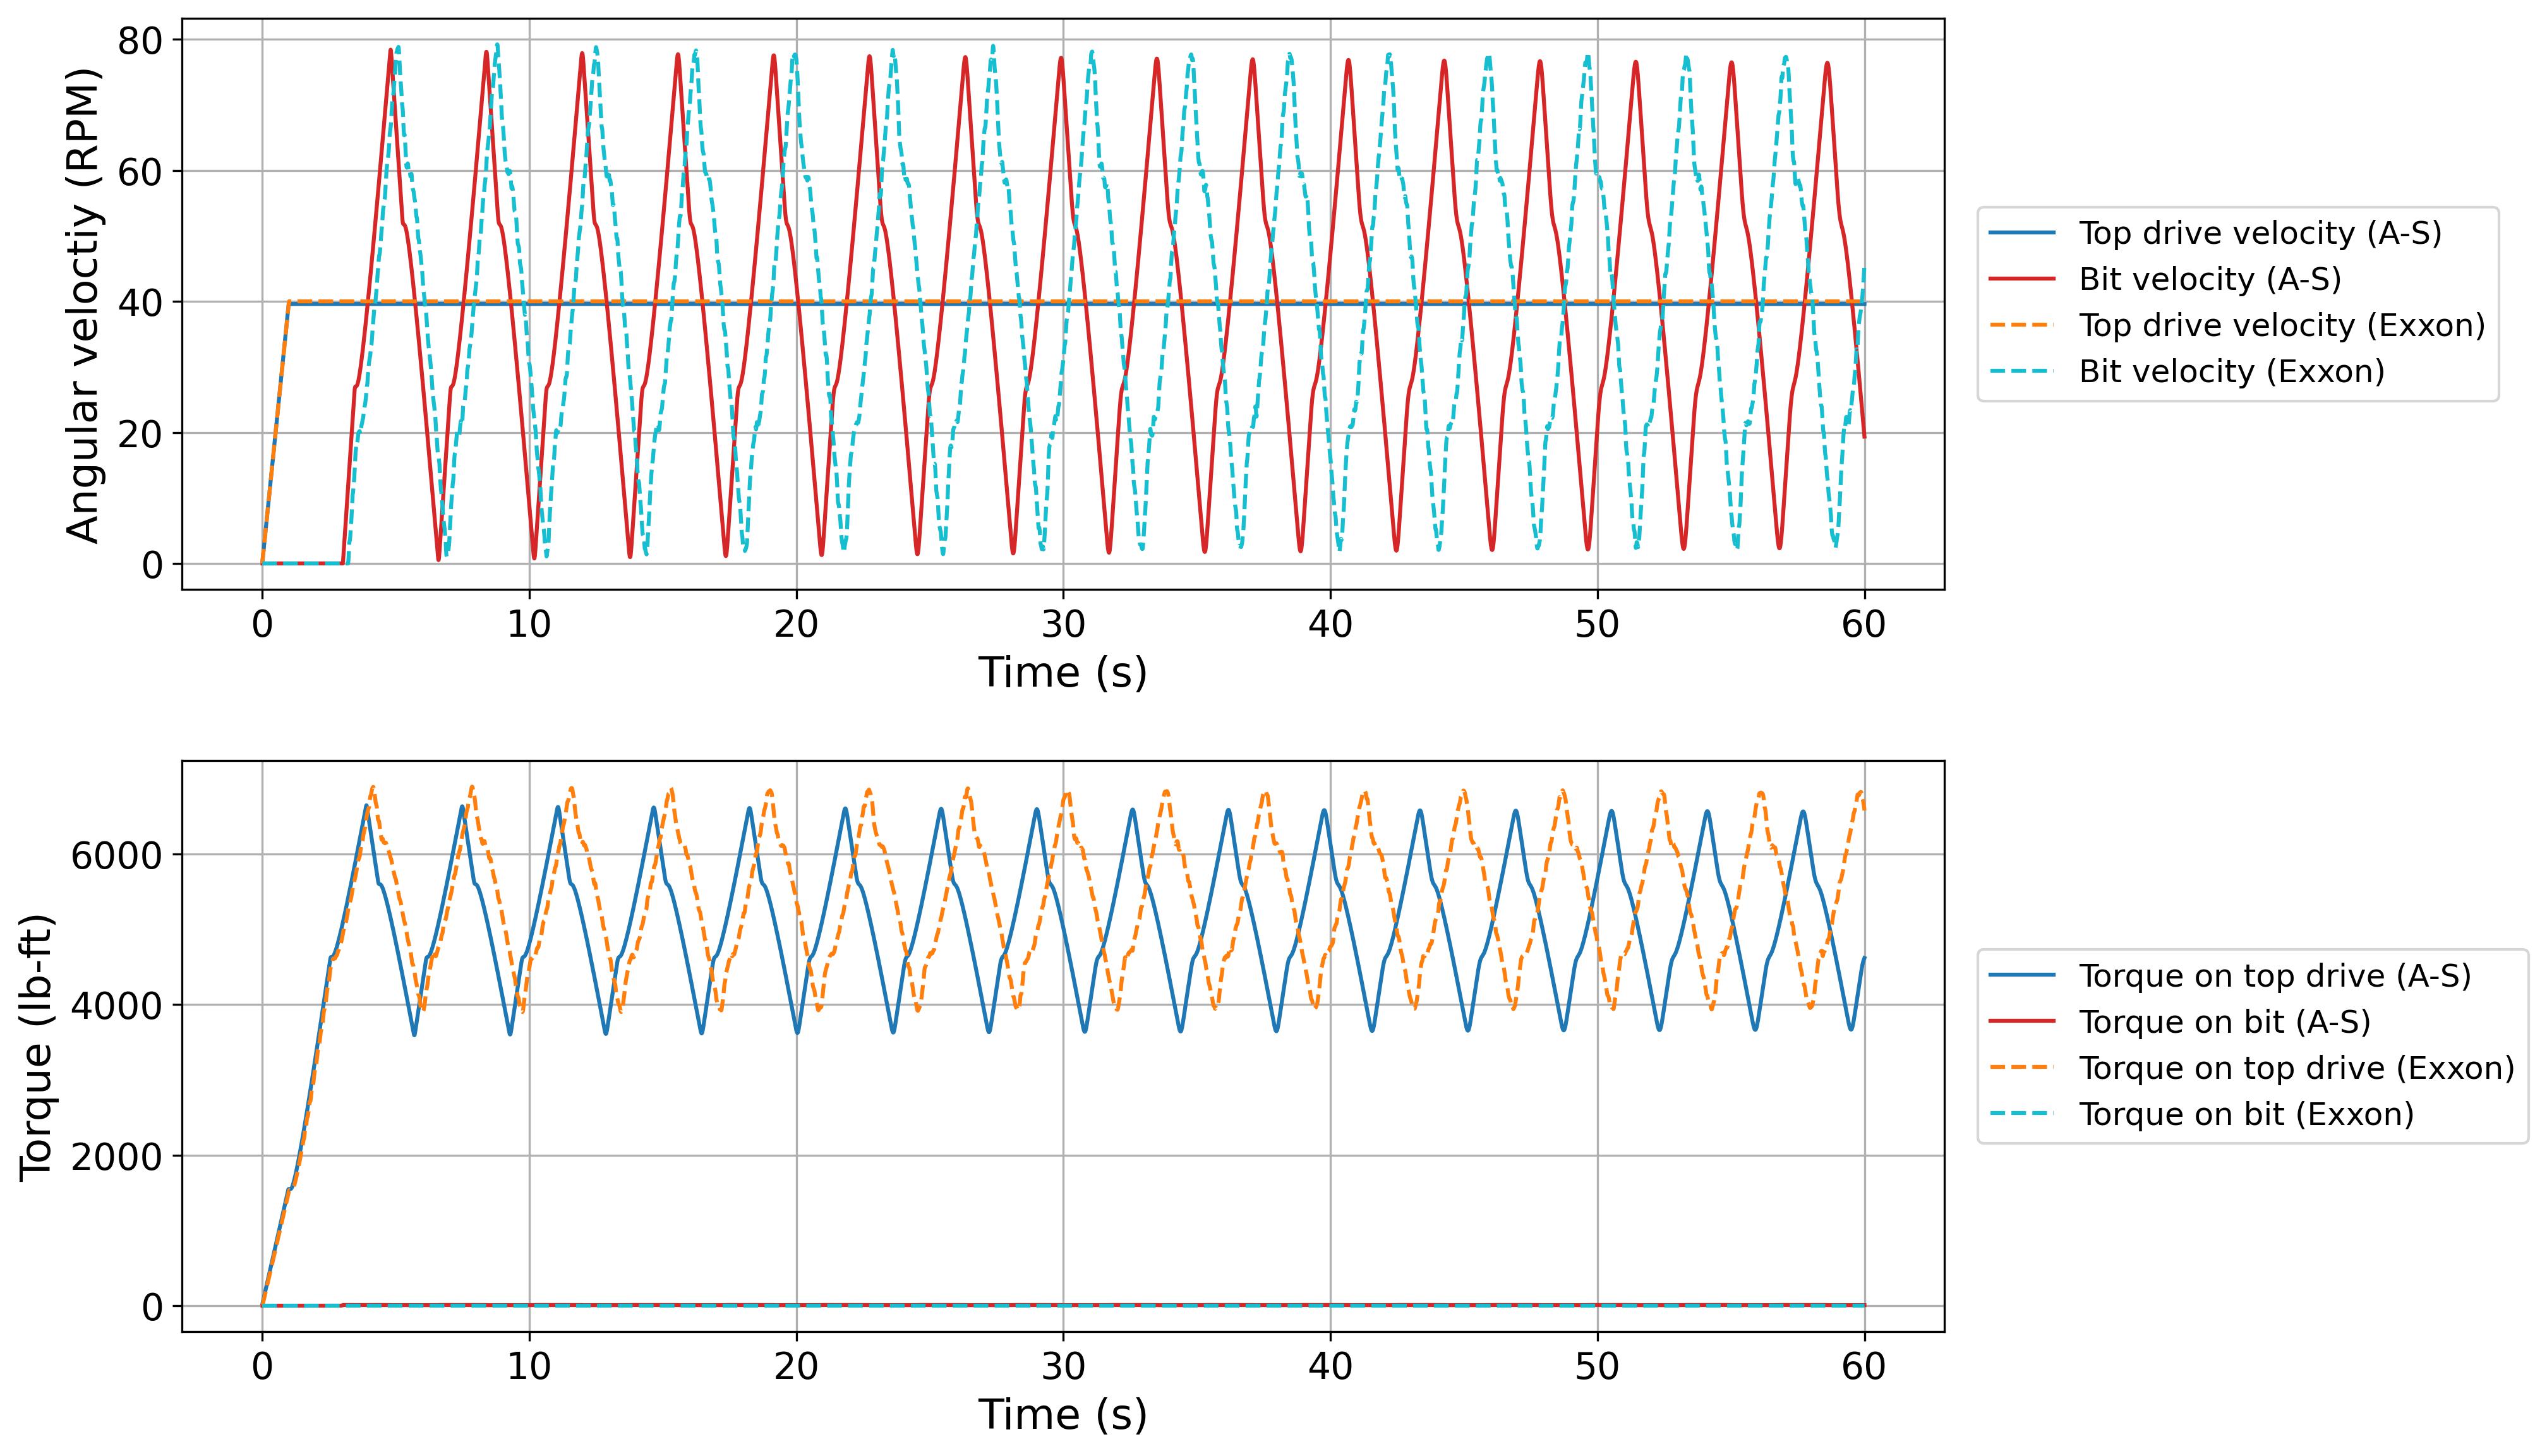 80
60
40
20
0
Angular veloctiy (RPM)
0 10 20 30 40 50 60
Time (s)
Top drive velocity (A-S)
Bit velocity (A-S)
Top drive velocity (Exxon)
Bit velocity (Exxon)
6000
4000
2000
0
Torque (lb-ft)
0 10 20 30 40 50 60
Time (s)
Torque on top drive (A-S)
Torque on bit (A-S)
Torque on top drive (Exxon)
Torque on bit (Exxon)